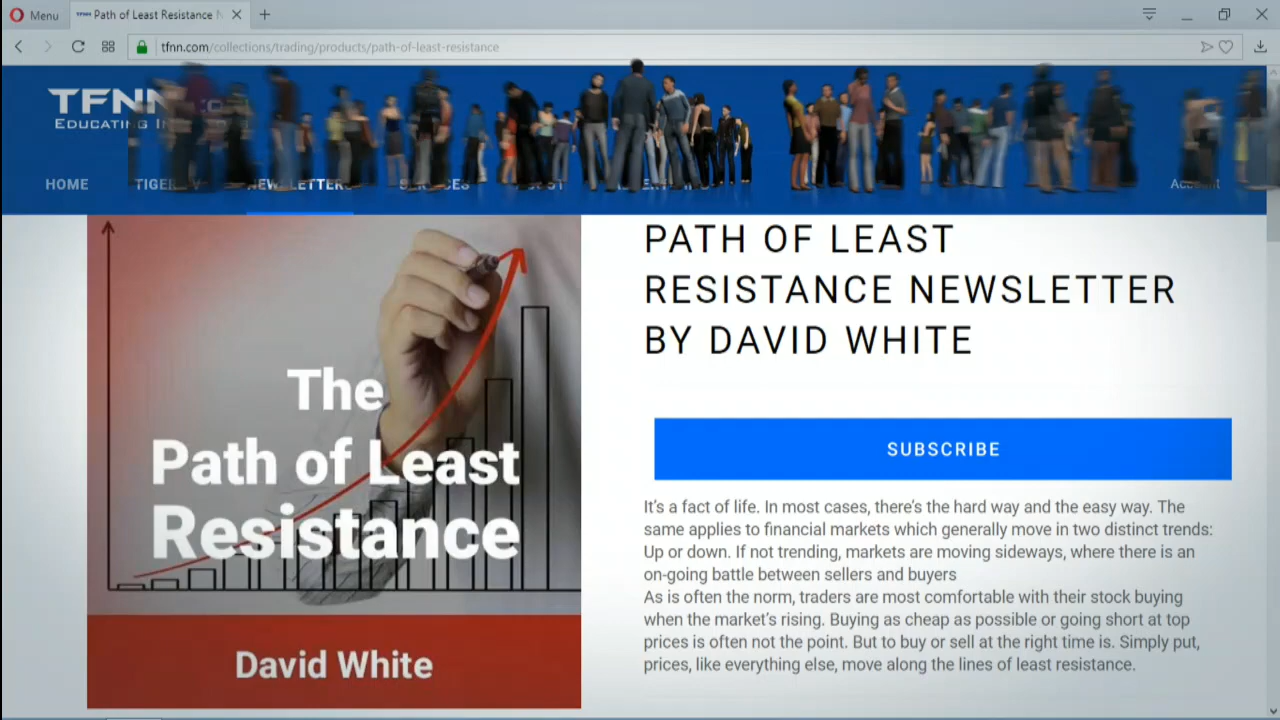 Menu
Path of Least Resistance N
tfnn.com/collections/trading/products/path-of-least-resistance
TFNN
EDUCATING IN
HOME
TIGER TV
NEWSLETTERS
SERVICES
Account
PATH OF LEAST
RESISTANCE NEWSLETTER
BY DAVID WHITE
The
Path of Least
Resistance
David White
SUBSCRIBE
It's a fact of life. In most cases, there's the hard way and the easy way. The
same applies to financial markets which generally move in two distinct trends:
Up or down. If not trending, markets are moving sideways, where there is an
on-going battle between sellers and buyers
As is often the norm, traders are most comfortable with their stock buying
when the market's rising. Buying as cheap as possible or going short at top
prices is often not the point. But to buy or sell at the right time is. Simply put,
prices, like everything else, move along the lines of least resistance.